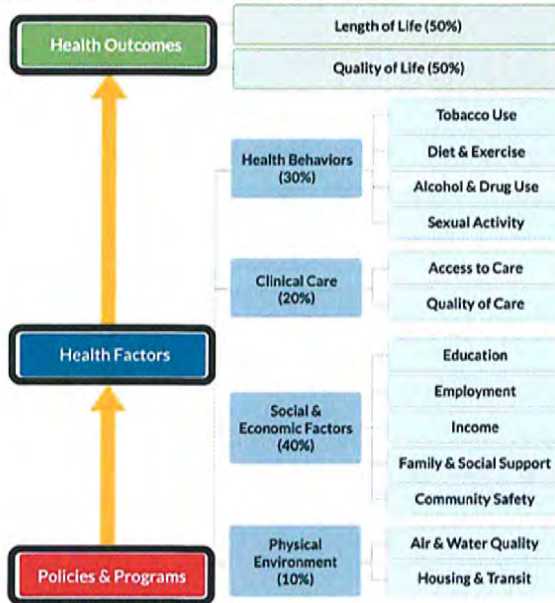 Health Outcomes
Length of Life (50%)
Quality of Life (50%)
Health Behaviors
(30%)
Tobacco Use
Diet & Exercise
Alcohol & Drug Use
Sexual Activity
Clinical Care
(20%)
Access to Care
Quality of Care
Health Factors
Social &
Economic Factors
(40%)
Education
Employment
Income
Family & Social Support
Community Safety
Physical
Environment
(10%)
Air & Water Quality
Housing & Transit
Policies & Programs